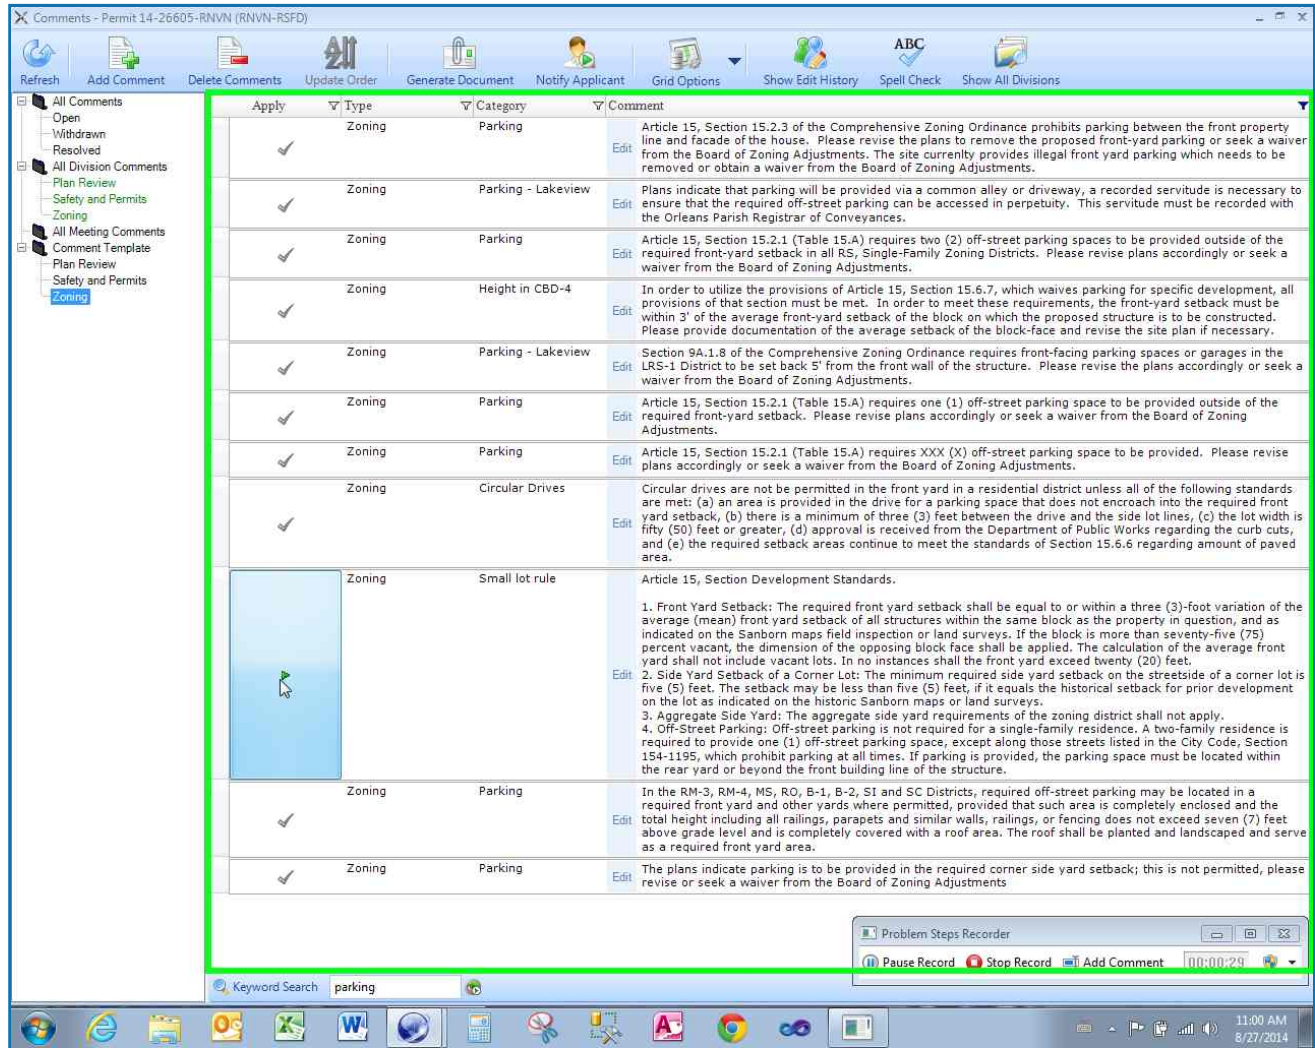 Comments - Permit 14-26605-RNVN (RNVN-RSFD)
ABC
Refresh Add Comment Delete Comments Update Order Generate Document Notify Applicant Grid Options Show Edit History Spell Check Show All Divisions
All Comments
Open
Withdrawn
Resolved
All Division Comments
Plan Review
Safety and Permits
Zoning
All Meeting Comments
Comment Template
Plan Review
Safety and Permits
Zoning
Apply Type Category Comment
Zoning Parking Article 15, Section 15.2.3 of the Comprehensive Zoning Ordinance prohibits parking between the front property
line and facade of the house. Please revise the plans to remove the proposed front-yard parking or seek a waiver
Edit from the Board of Zoning Adjustments. The site currenlty provides illegal front yard parking which needs to be
removed or obtain a waiver from the Board of Zoning Adjustments.
Zoning Parking - Lakeview Plans indicate that parking will be provided via a common alley or driveway, a recorded servitude is necessary to
Edit ensure that the required off-street parking can be accessed in perpetuity. This servitude must be recorded with
the Orleans Parish Registrar of Conveyances.
Zoning Parking Article 15, Section 15.2.1 (Table 15.A) requires two (2) off-street parking spaces to be provided outside of the
Edit required front-yard setback in all RS, Single-Family Zoning Districts. Please revise plans accordingly or seek a
waiver from the Board of Zoning Adjustments.
Zoning Height in CBD-4 In order to utilize the provisions of Article 15, Section 15.6.7, which waives parking for specific development, all
provisions of that section must be met. In order to meet these requirements, the front-yard setback must be
Edit within 3' of the average front-yard setback of the block on which the proposed structure is to be constructed.
Please provide documentation of the average setback of the block-face and revise the site plan if necessary.
Zoning Parking - Lakeview Section 9A.1.8 of the Comprehensive Zoning Ordinance requires front-facing parking spaces or garages in the
Edit LRS-1 District to be set back 5' from the front wall of the structure. Please revise the plans accordingly or seek a
waiver from the Board of Zoning Adjustments.
Zoning Parking Article 15, Section 15.2.1 (Table 15.A) requires one (1) off-street parking space to be provided outside of the
Edit required front-yard setback. Please revise plans accordingly or seek a waiver from the Board of Zoning
Adjustments.
Zoning Parking Article 15, Section 15.2.1 (Table 15.A) requires XXX (X) off-street parking space to be provided. Please revise
Edit plans accordingly or seek a waiver from the Board of Zoning Adjustments.
Zoning Circular Drives Circular drives are not be permitted in the front yard in a residential district unless all of the following standards
are met: (a) an area is provided in the drive for a parking space that does not encroach into the required front
Edit yard setback, (b) there is a minimum of three (3) feet between the drive and the side lot lines, (c) the lot width is
fifty (50) feet or greater, (d) approval is received from the Department of Public Works regarding the curb cuts,
and (e) the required setback areas continue to meet the standards of Section 15.6.6 regarding amount of paved
area.
Zoning Small lot rule Article 15, Section Development Standards.
1. Front Yard Setback: The required front yard setback shall be equal to or within a three (3)-foot variation of the
average (mean) front yard setback of all structures within the same block as the property in question, and as
indicated on the Sanborn maps field inspection or land surveys. If the block is more than seventy-five (75)
percent vacant, the dimension of the opposing block face shall be applied. The calculation of the average front
yard shall not include vacant lots. In no instances shall the front yard exceed twenty (20) feet.
Edit 2. Side Yard Setback of a Corner Lot: The minimum required side yard setback on the streetside of a corner lot is
five (5) feet. The setback may be less than five (5) feet, if it equals the historical setback for prior development
on the lot as indicated on the historic Sanborn maps or land surveys.
3. Aggregate Side Yard: The aggregate side yard requirements of the zoning district shall not apply.
4. Off-Street Parking: Off-street parking is not required for a single-family residence. A two-family residence is
required to provide one (1) off-street parking space, except along those streets listed in the City Code, Section
154-1195, which prohibit parking at all times. If parking is provided, the parking space must be located within
the rear yard or beyond the front building line of the structure.
Zoning Parking In the RM-3, RM-4, MS, RO, B-1, B-2, SI and SC Districts, required off-street parking may be located in a
required front yard and other yards where permitted, provided that such area is completely enclosed and the
Edit total height including all railings, parapets and similar walls, railings, or fencing does not exceed seven (7) feet
above grade level and is completely covered with a roof area. The roof shall be planted and landscaped and serve
as a required front yard area.
Zoning Parking The plans indicate parking is to be provided in the required corner side yard setback; this is not permitted, please
Edit revise or seek a waiver from the Board of Zoning Adjustments
Problem Steps Recorder
Pause Record Stop Record Add Comment 00:00:29
Keyword Search parking
11:00 AM
8/27/2014